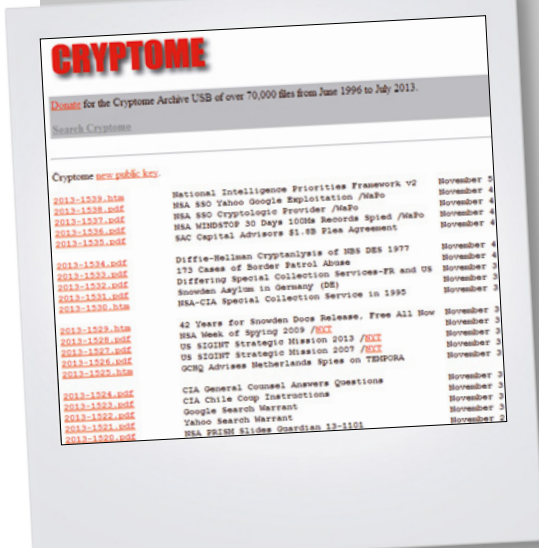 CRYPTOME
Donate for the Cryptome Archive USB of over 70,000 files from June 1996 to July 2013.
Search Cryptome
Cryptome new public key.
2013-1539.htm National Intelligence Priorities Framework v2 November 5
2013-1538.pdf NSA SSO Yahoo Google Exploitation /WaPo November 4
2013-1537.pdf NSA SSO Cryptologic Provider /WaPo November 4
2013-1536.pdf NSA WINDSTOP 30 Days 100Ms Records Spied /WaPo November 4
2013-1535.pdf SAC Capital Advisors $1.8B Plea Agreement November 4
2013-1534.pdf Diffie-Hellman Cryptanlysis of NBS DES 1977 November 4
2013-1533.pdf 173 Cases of Border Patrol Abuse November 4
2013-1532.pdf Differing Special Collection Services-FR and US November 3
2013-1531.pdf Snowden Asylum in Germany (DE) November 3
2013-1530.htm NSA-CIA Special Collection Service in 1995 November 3
2013-1529.htm 42 Years for Snowden Docs Release, Free All Now November 3
2013-1528.pdf NSA Week of Spying 2009 /NYT November 3
2013-1527.pdf US SIGINT Strategic Mission 2013 /NYT November 3
2013-1526.pdf US SIGINT Strategic Mission 2007 /NYT November 3
2013-1525.htm GCHQ Advises Netherlands Spies on TEMPORA November 3
2013-1524.pdf CIA General Counsel Answers Questions November 3
2013-1523.pdf CIA Chile Coup Instructions November 3
2013-1522.pdf Google Search Warrant November 3
2013-1521.pdf Yahoo Search Warrant November 3
2013-1520.pdf NSA PRISM Slides Guardian 13-1101 November 2